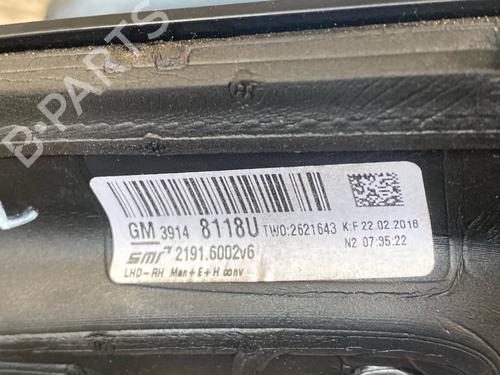 B-PARTS
GM 3914 8118U TWO:2621643 K:F 22.02.2018
SMR 2191.6002v6 N2 07:35:22
LHD-RH Man+E+H conv
L